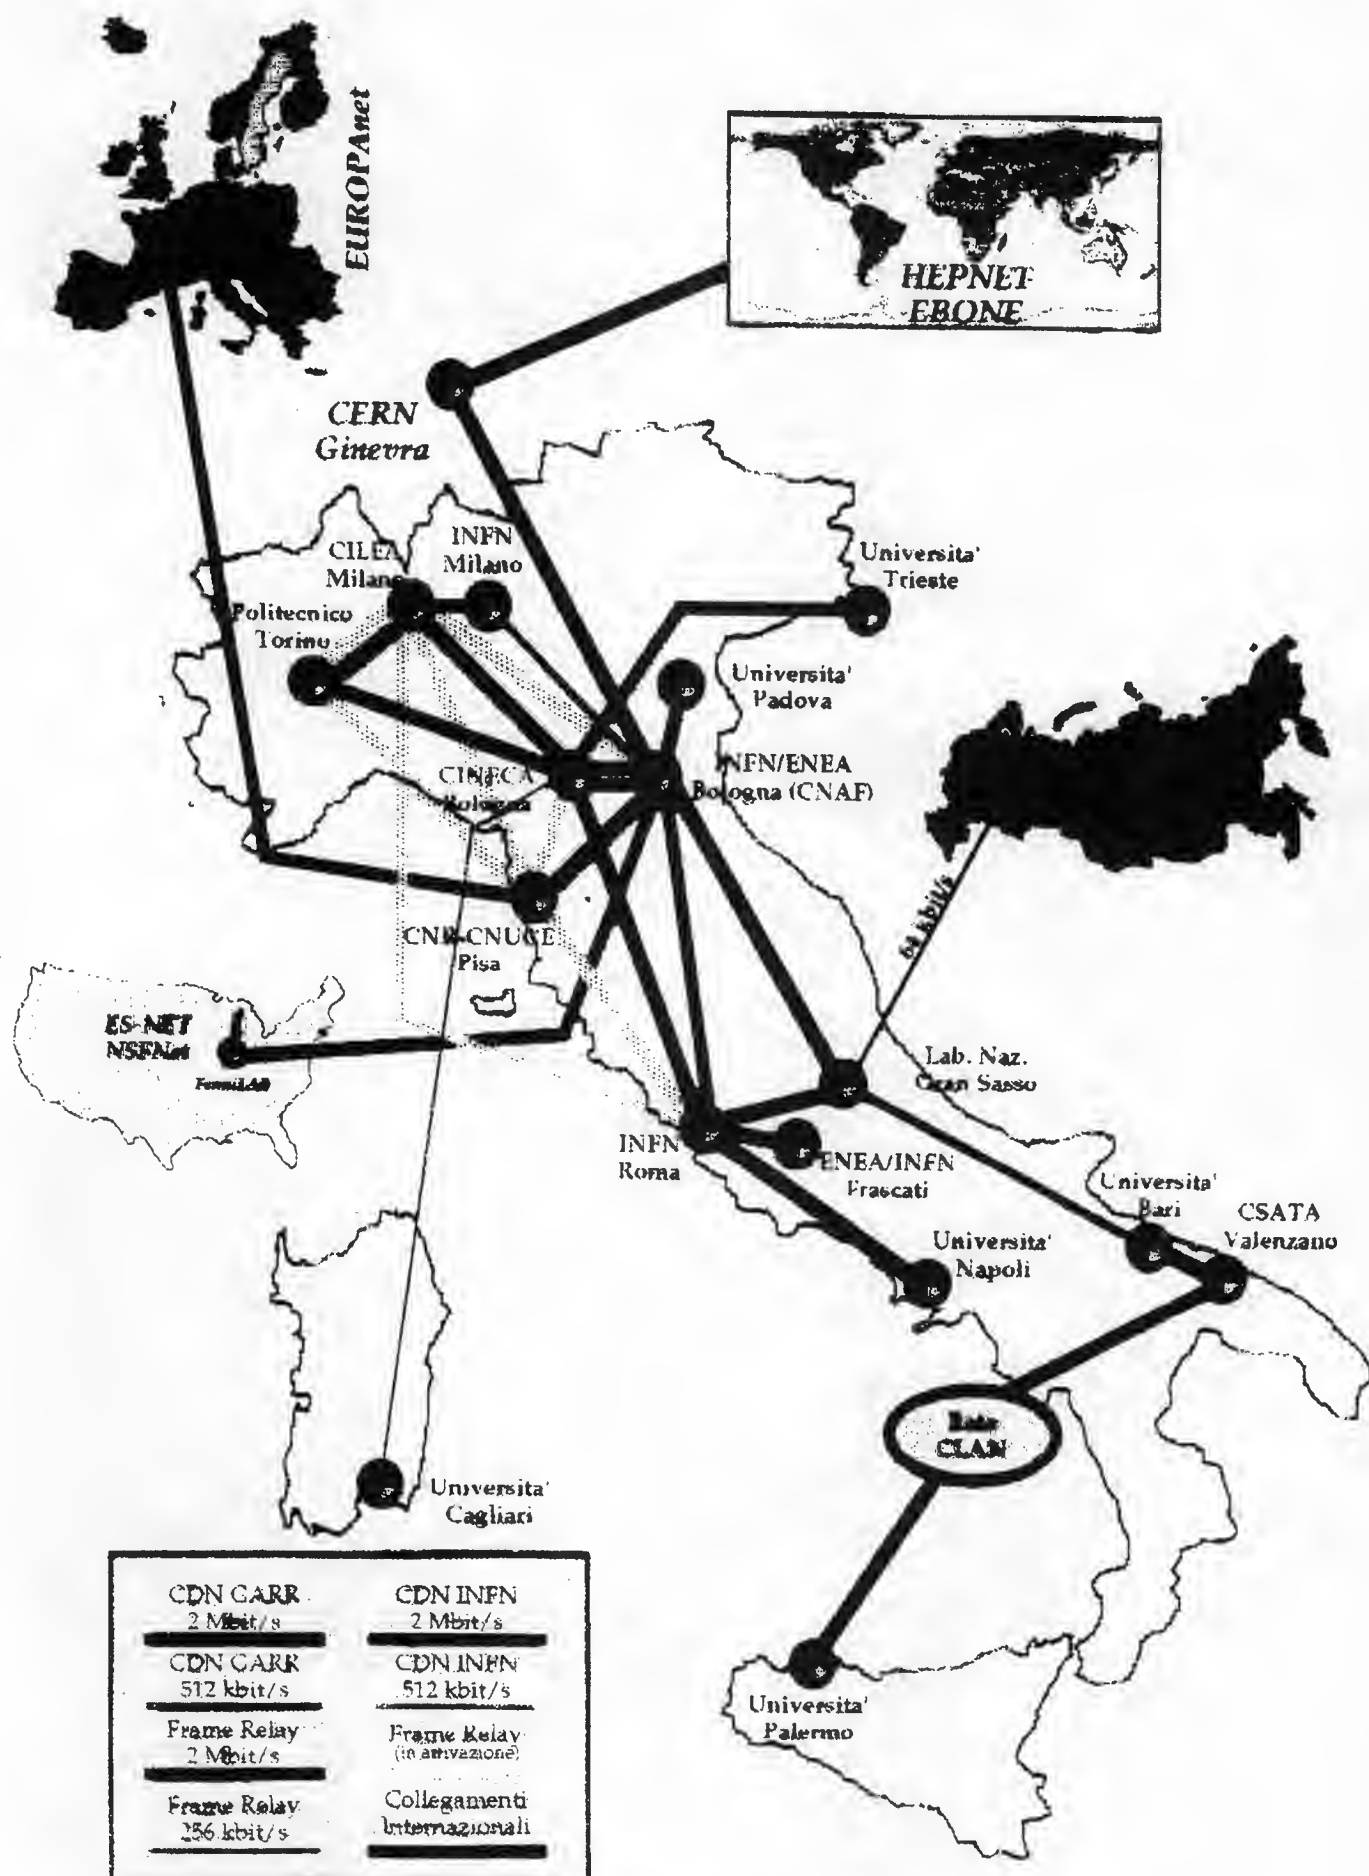 EUROPAnet
HEPNET-
EBONE
CERN
Ginevra
CILEA
Milano
INFN
Milano
Universita'
Trieste
Politecnico
Torino
Universita'
Padova
CINECA
Bologna
INFN/ENEA
Bologna (CNAF)
64 kbit/s
CNR-CNUCE
Pisa
ES-NET
NSFNet
FermiLAB
Lab. Naz.
Gran Sasso
INFN
Roma
ENEA/INFN
Frascati
Universita'
Bari
CSATA
Valenzano
Universita'
Napoli
Rete
CLAN
Universita'
Cagliari
Universita'
Palermo
CDN GARR
2 Mbit/s
CDN INFN
2 Mbit/s
CDN GARR
512 kbit/s
CDN INFN
512 kbit/s
Frame Relay
2 Mbit/s
Frame Relay
(in attivazione)
Frame Relay
256 kbit/s
Collegamenti
Internazionali